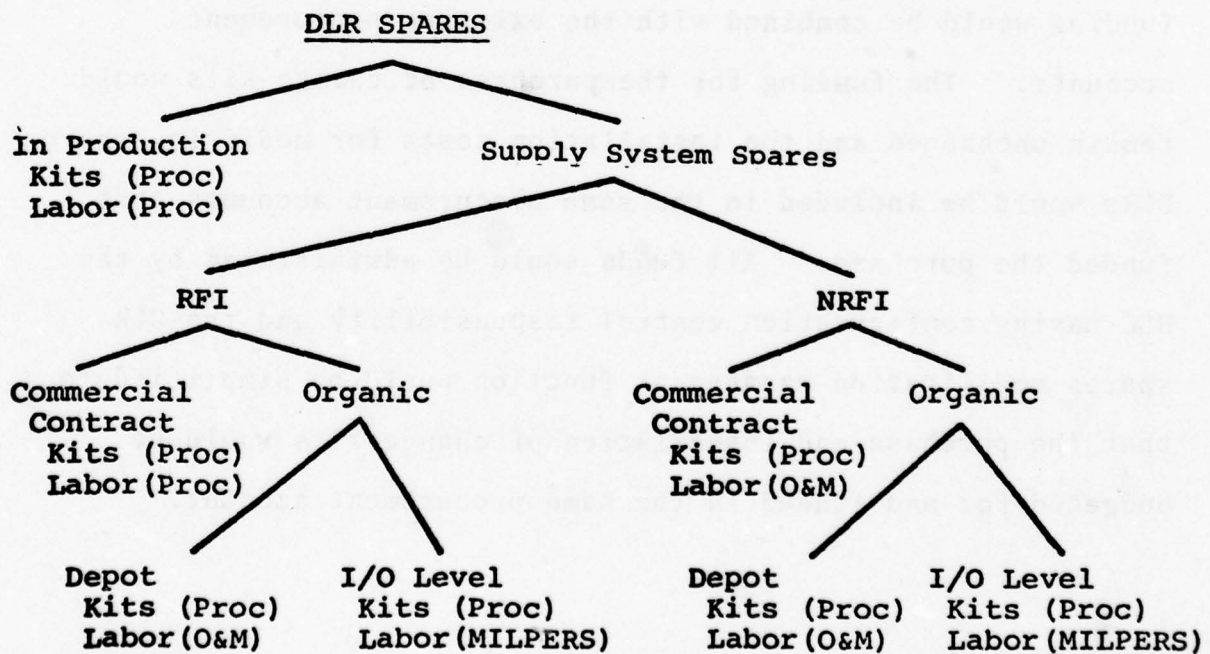 DLR SPARES
In Production
Kits (Proc)
Labor(Proc)
Supply System Spares
RFI
NRFI
Commercial
Contract
Kits (Proc)
Labor(Proc)
Organic
Commercial
Contract
Kits (Proc)
Labor(O&M)
Organic
Depot
Kits (Proc)
Labor(O&M)
I/O Level
Kits (Proc)
Labor(MILPERS)
Depot
Kits (Proc)
Labor(O&M)
I/O Level
Kits (Proc)
Labor(MILPERS)